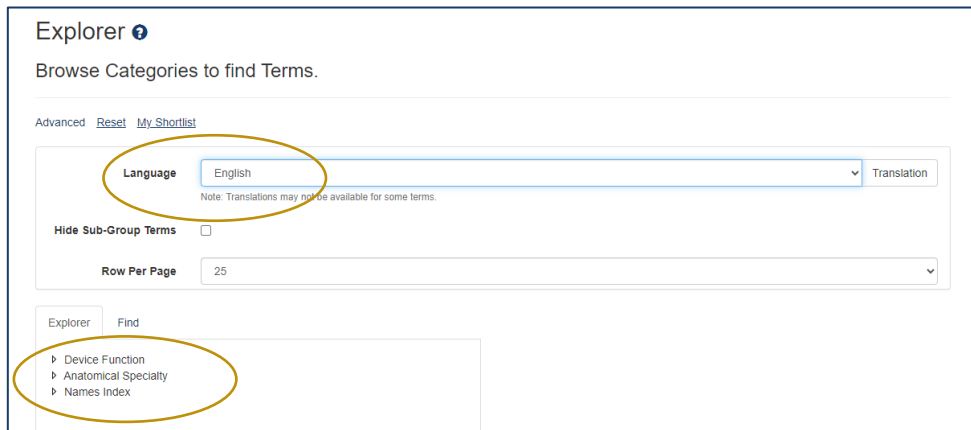 Explorer ?
Browse Categories to find Terms.
Advanced Reset My Shortlist
Language English Translation
Note: Translations may not be available for some terms.
Hide Sub-Group Terms
Row Per Page 25
Explorer Find
Device Function
Anatomical Specialty
Names Index